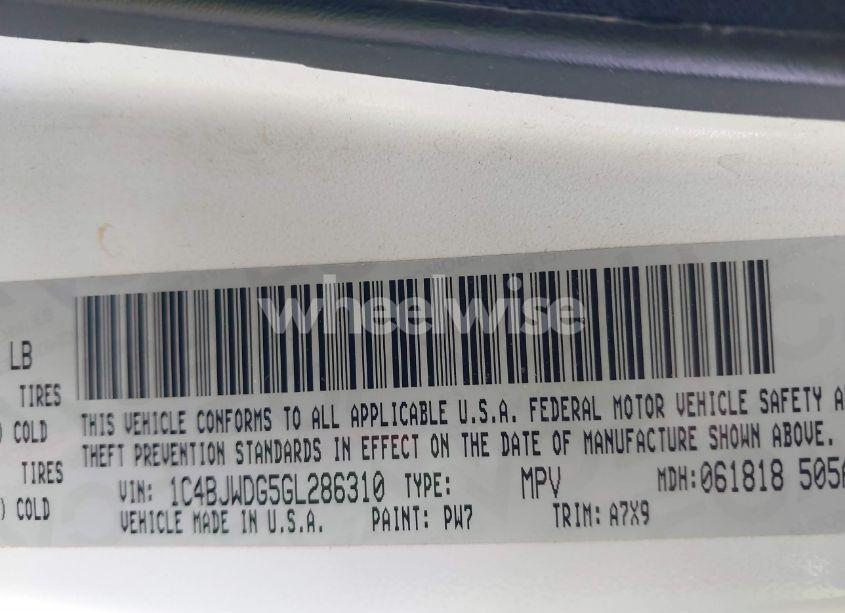 wheelwise
LB
TIRES
) COLD
THIS VEHICLE CONFORMS TO ALL APPLICABLE U.S.A. FEDERAL MOTOR VEHICLE SAFETY A
THEFT PREVENTION STANDARDS IN EFFECT ON THE DATE OF MANUFACTURE SHOWN ABOVE.
TIRES
) COLD
VIN: 1C4BJWDG5GL286310 TYPE: MPV MDH:061818 505
VEHICLE MADE IN U.S.A. PAINT: PW7 TRIM: A7X9